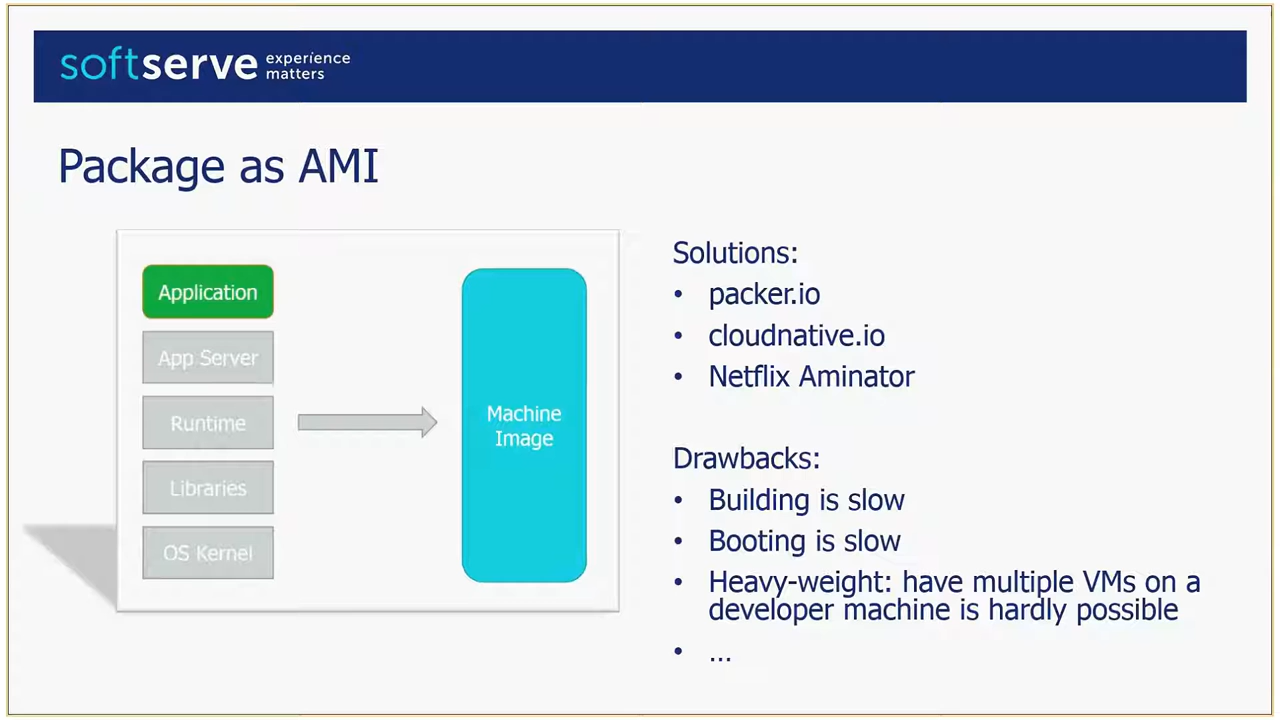 softserve experience
matters
Package as AMI
Application
App Server
Runtime
Libraries
OS Kernel
Machine
Image
Solutions:
• packer.io
• cloudnative.io
• Netflix Aminator
Drawbacks:
• Building is slow
• Booting is slow
• Heavy-weight: have multiple VMs on a
developer machine is hardly possible
• ...